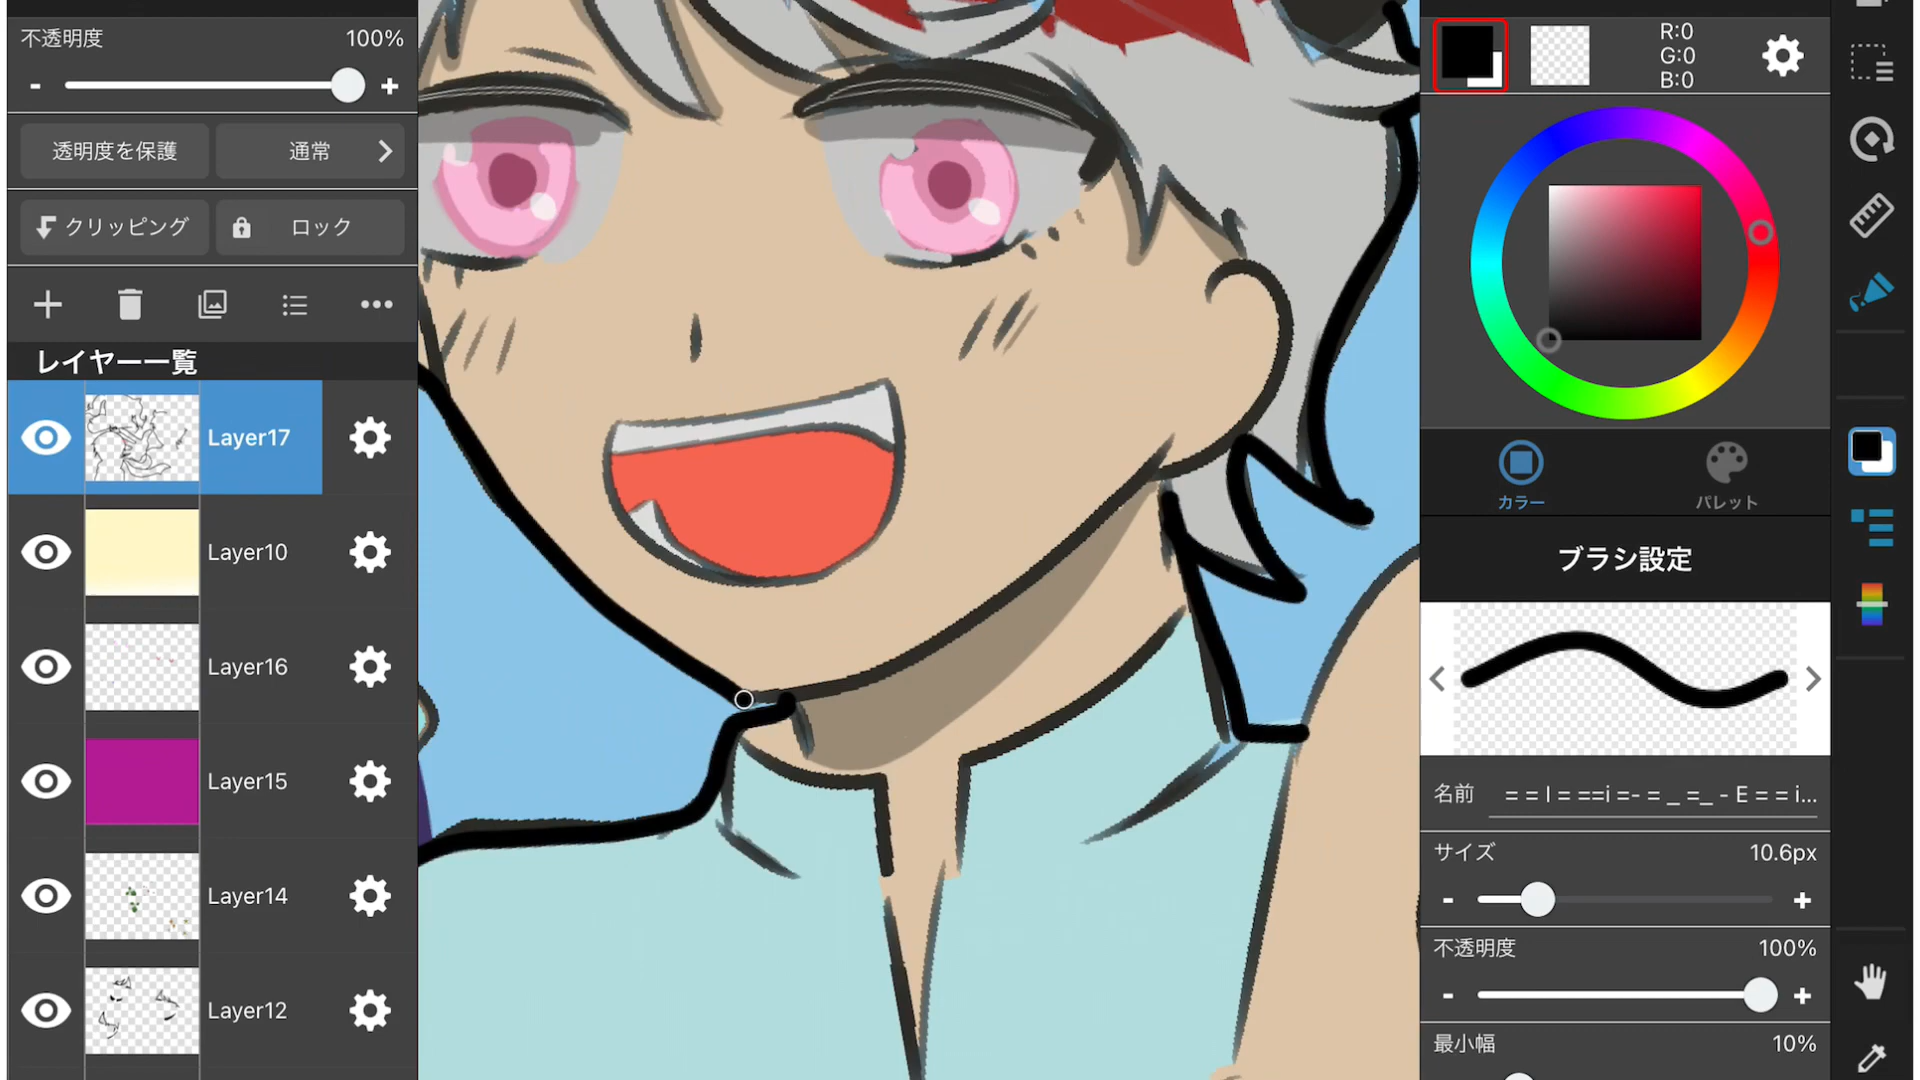 不透明度 100%
- +
透明度を保護 通常
クリッピング ロック
レイヤー一覧
Layer17
Layer10
Layer16
Layer15
Layer14
Layer12
R:0
G:0
B:0
カラー パレット
ブラシ設定
名前 = = I = ==i =- = _ =_ - E = = i...
サイズ 10.6px
- +
不透明度 100%
- +
最小幅 10%